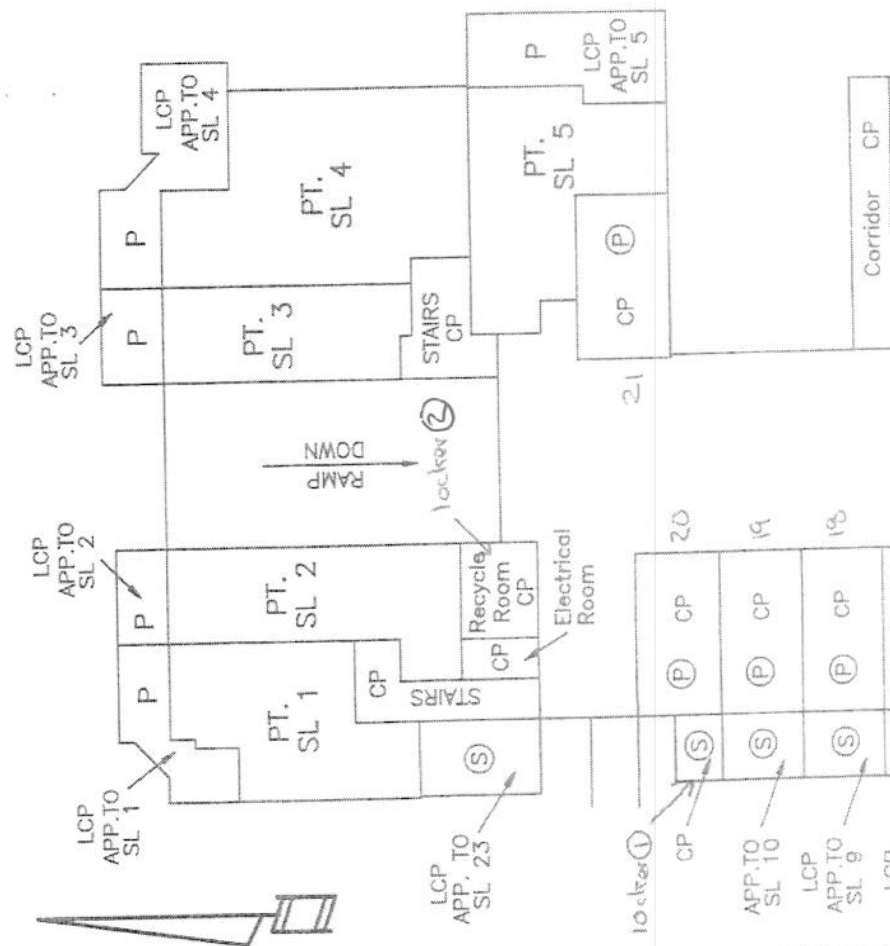 LCP
APP.TO
SL 4
P
LCP
APP.TO
SL 5
P
LCP
APP.TO
SL 3
P
PT.
SL 3
PT.
SL 4
PT.
SL 5
STAIRS
CP
CP
P
21
Corridor CP
RAMP
DOWN
locker 2
LCP
APP.TO
SL 2
P
PT.
SL 2
Recycle
Room
CP
CP
Electrical
Room
P
PT.
SL 1
CP
STAIRS
LCP
APP.TO
SL 1
S
LCP
APP. TO
SL 23
20
P CP
S
locker 1
CP
19
P CP
S
APP.TO
SL 10
18
P CP
S
LCP
APP.TO
SL 9
LCP